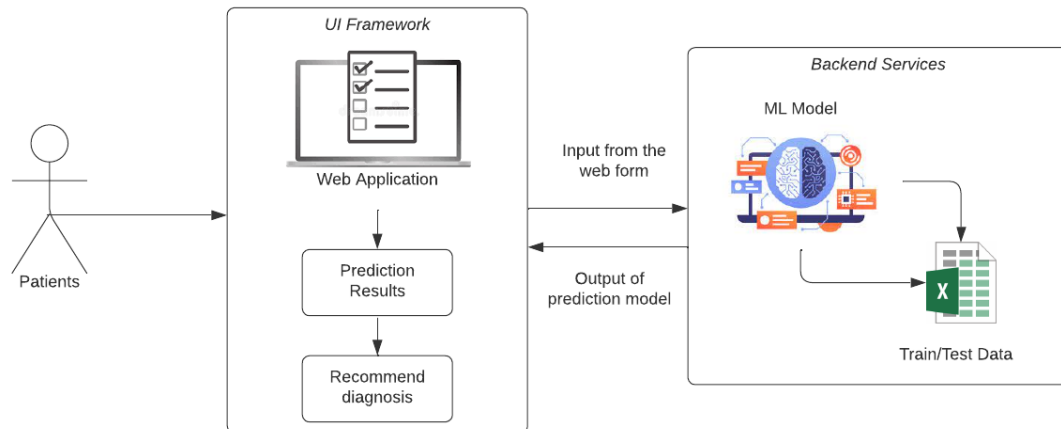 UI Framework
Web Application
Patients
Prediction
Results
Recommend
diagnosis
Input from the
web form
Output of
prediction model
Backend Services
ML Model
X
Train/Test Data